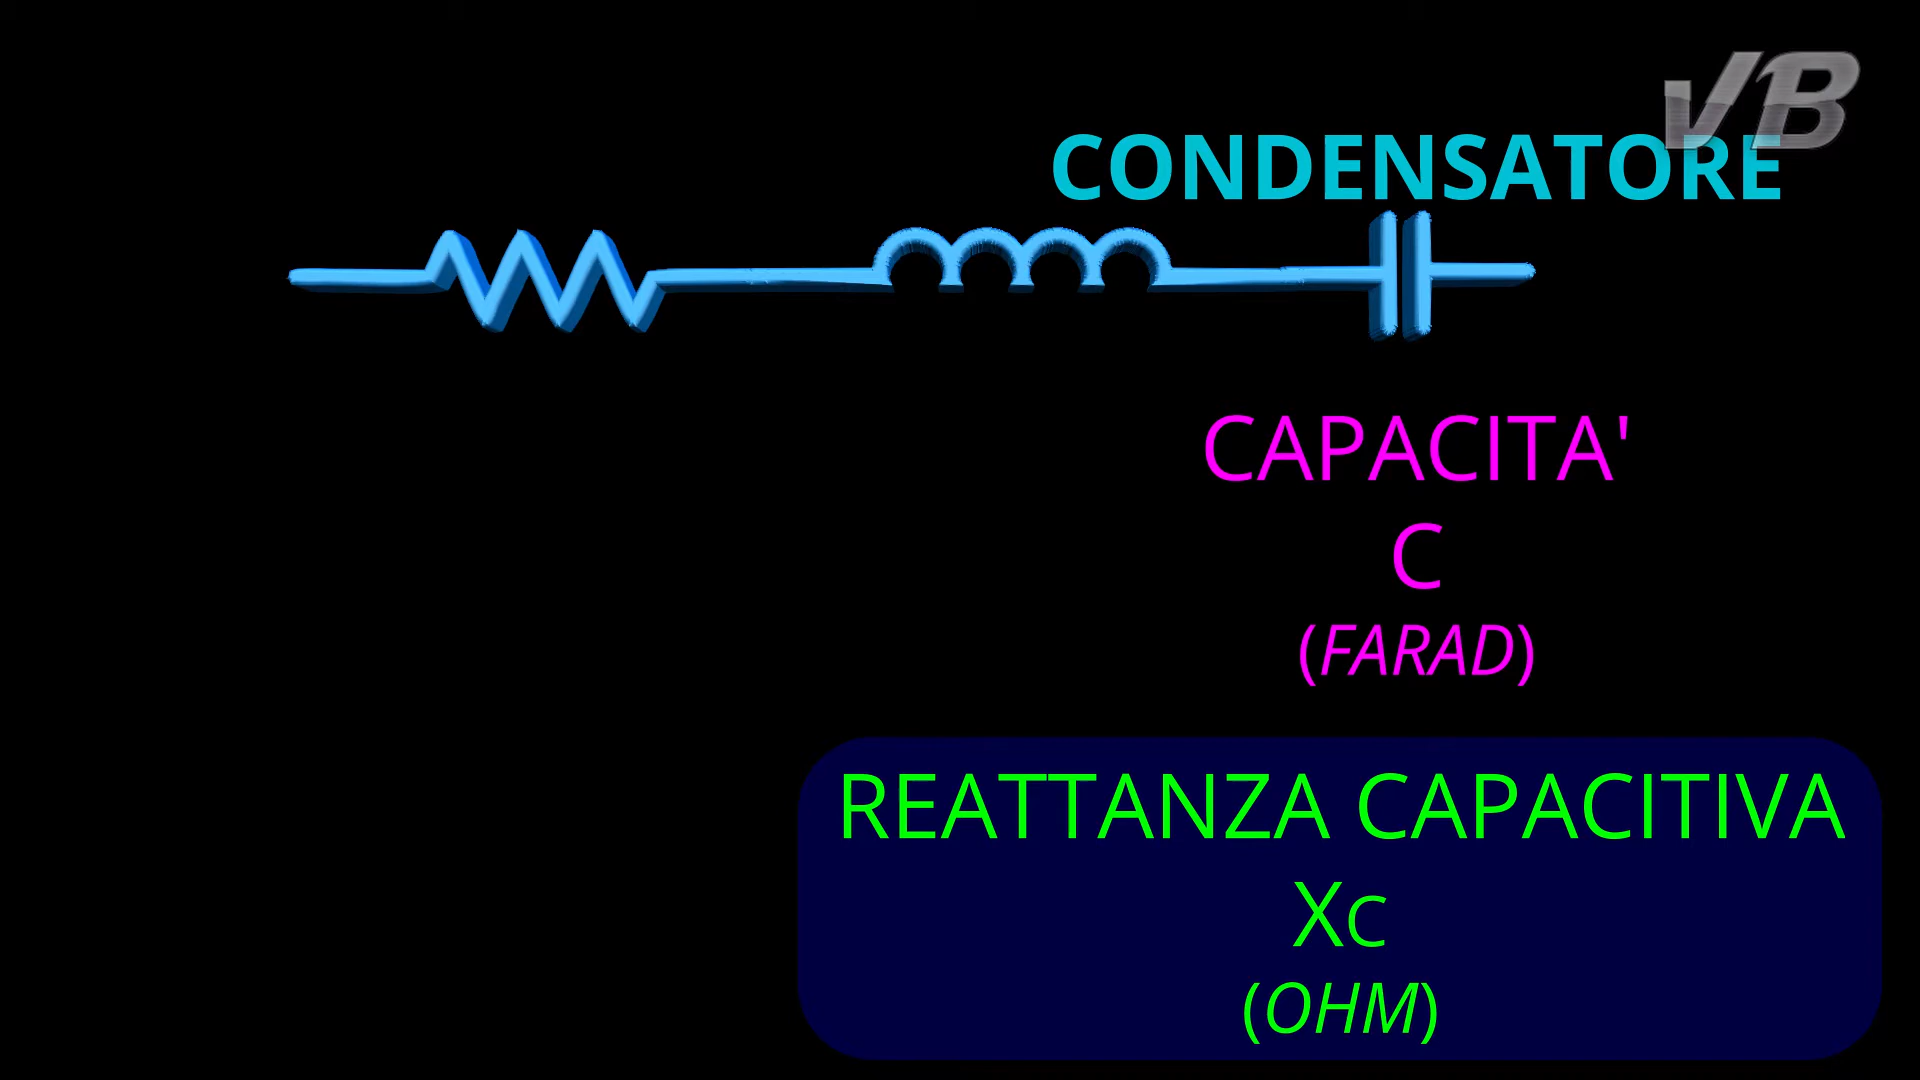 VB
CONDENSATORE
CAPACITA'
C
(FARAD)
REATTANZA CAPACITIVA
Xc
(OHM)